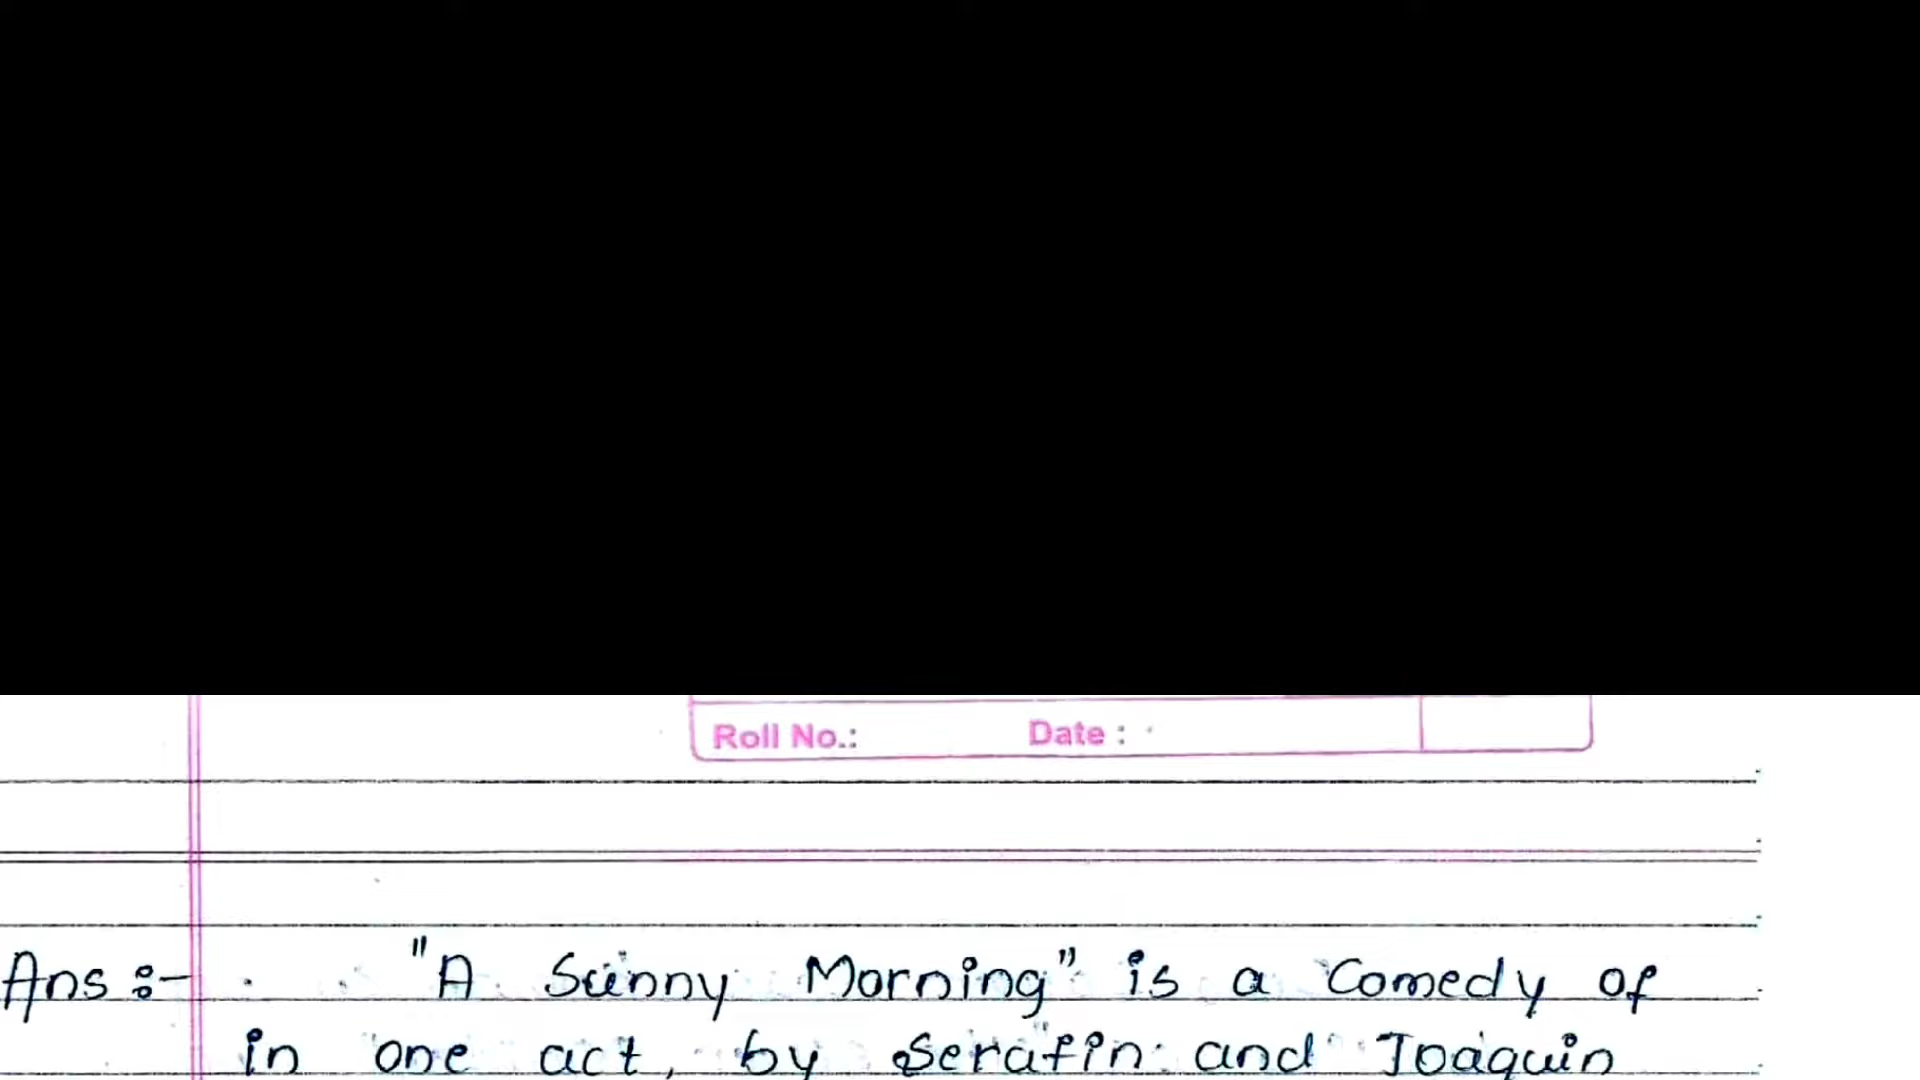 Roll No.: Date :
Ans :- "A Sunny Morning" is a Comedy of
in one act, by Serafin and Joaquin